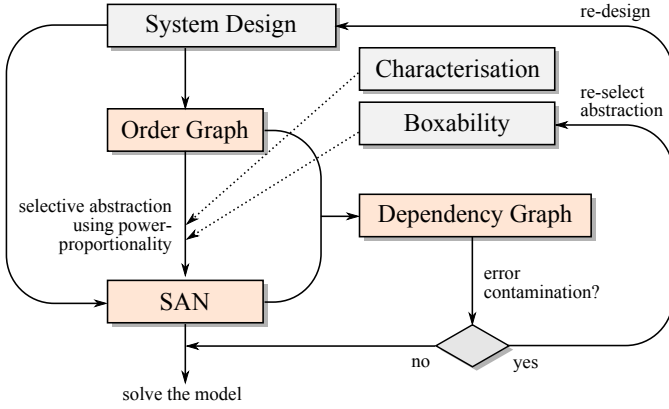 System Design
re-design
Characterisation
re-select
abstraction
Order Graph
Boxability
selective abstraction
using power-
proportionality
Dependency Graph
SAN
error
contamination?
no
yes
solve the model